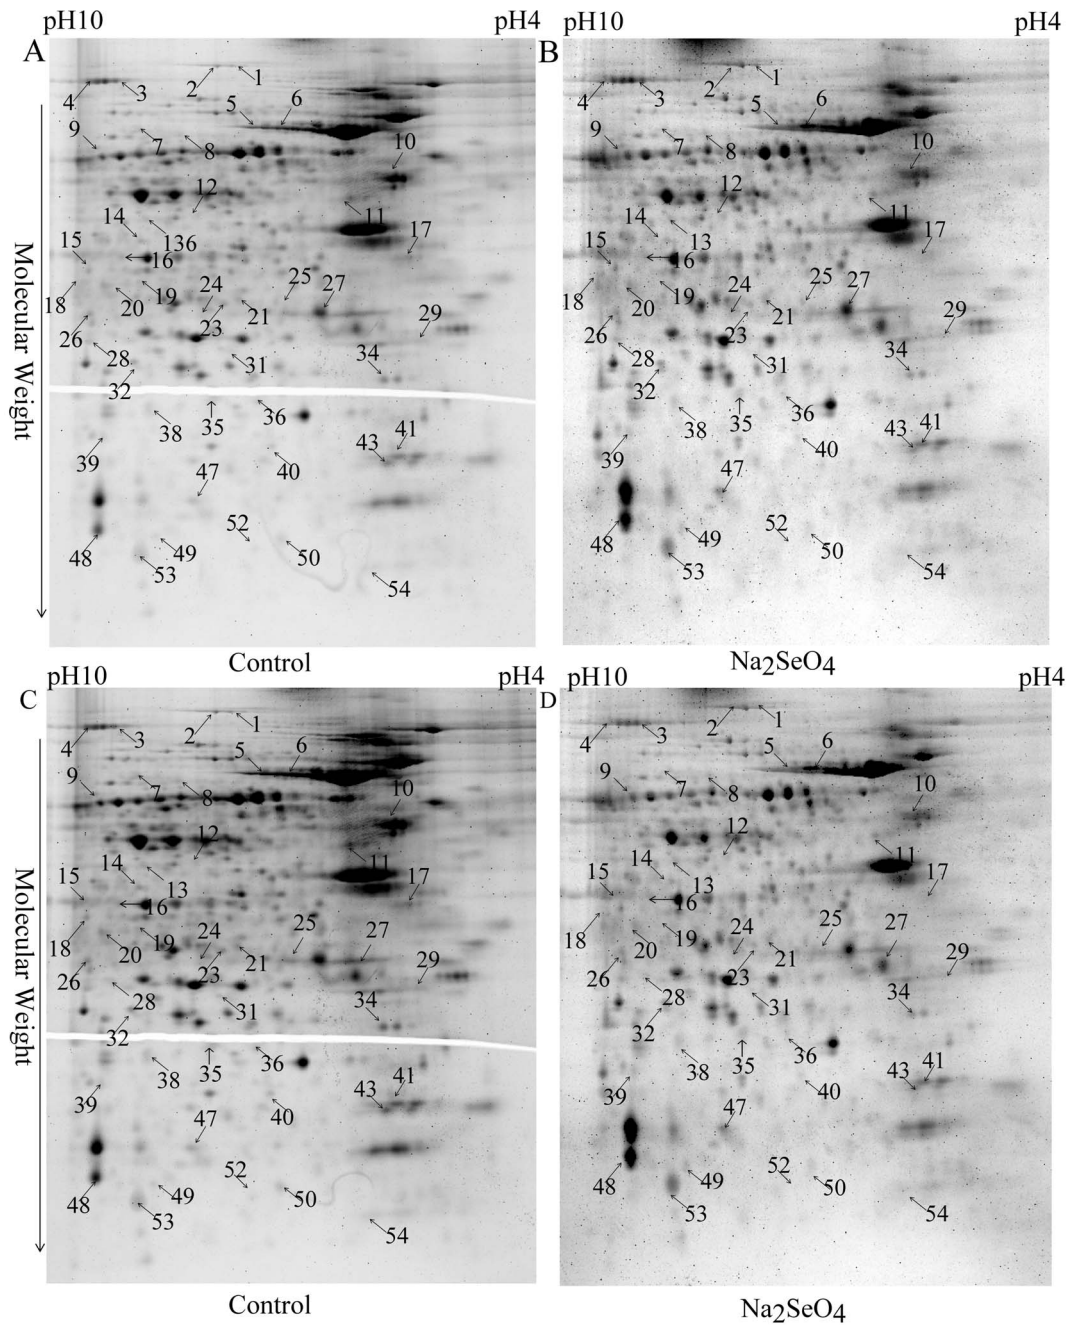 pH10 pH4 pH10 pH4
A B
2 1 2 1
4 3 4 3
5 6 5 6
9 7 8 10 9 7 8 10
12 12
14 136 11 17 14 13 11 17
15 16 15 16
18 20 19 24 25 27 18 20 19 24 25 27
23 21 29 23 21 29
26 28 31 34 26 28 31 34
32 32
38 35 36 38 35 36
43 41 43 41
39 40 39 40
47 47
52 52
48 49 50 48 49 50
53 54 53 54
Molecular Weight
Control Na2SeO4
pH10 pH4 pH10 pH4
C D
2 1 2 1
4 3 4 3
5 6 5 6
9 7 8 10 9 7 8 10
12 12
14 13 11 17 14 13 11 17
15 16 15 16
18 20 19 24 25 27 18 20 19 24 25 27
23 21 29 23 21 29
26 28 31 34 26 28 31 34
32 32
38 35 36 38 35 36
43 41 43 41
39 40 39 40
47 47
52 52
48 49 50 48 49 50
53 54 53 54
Molecular Weight
Control Na2SeO4